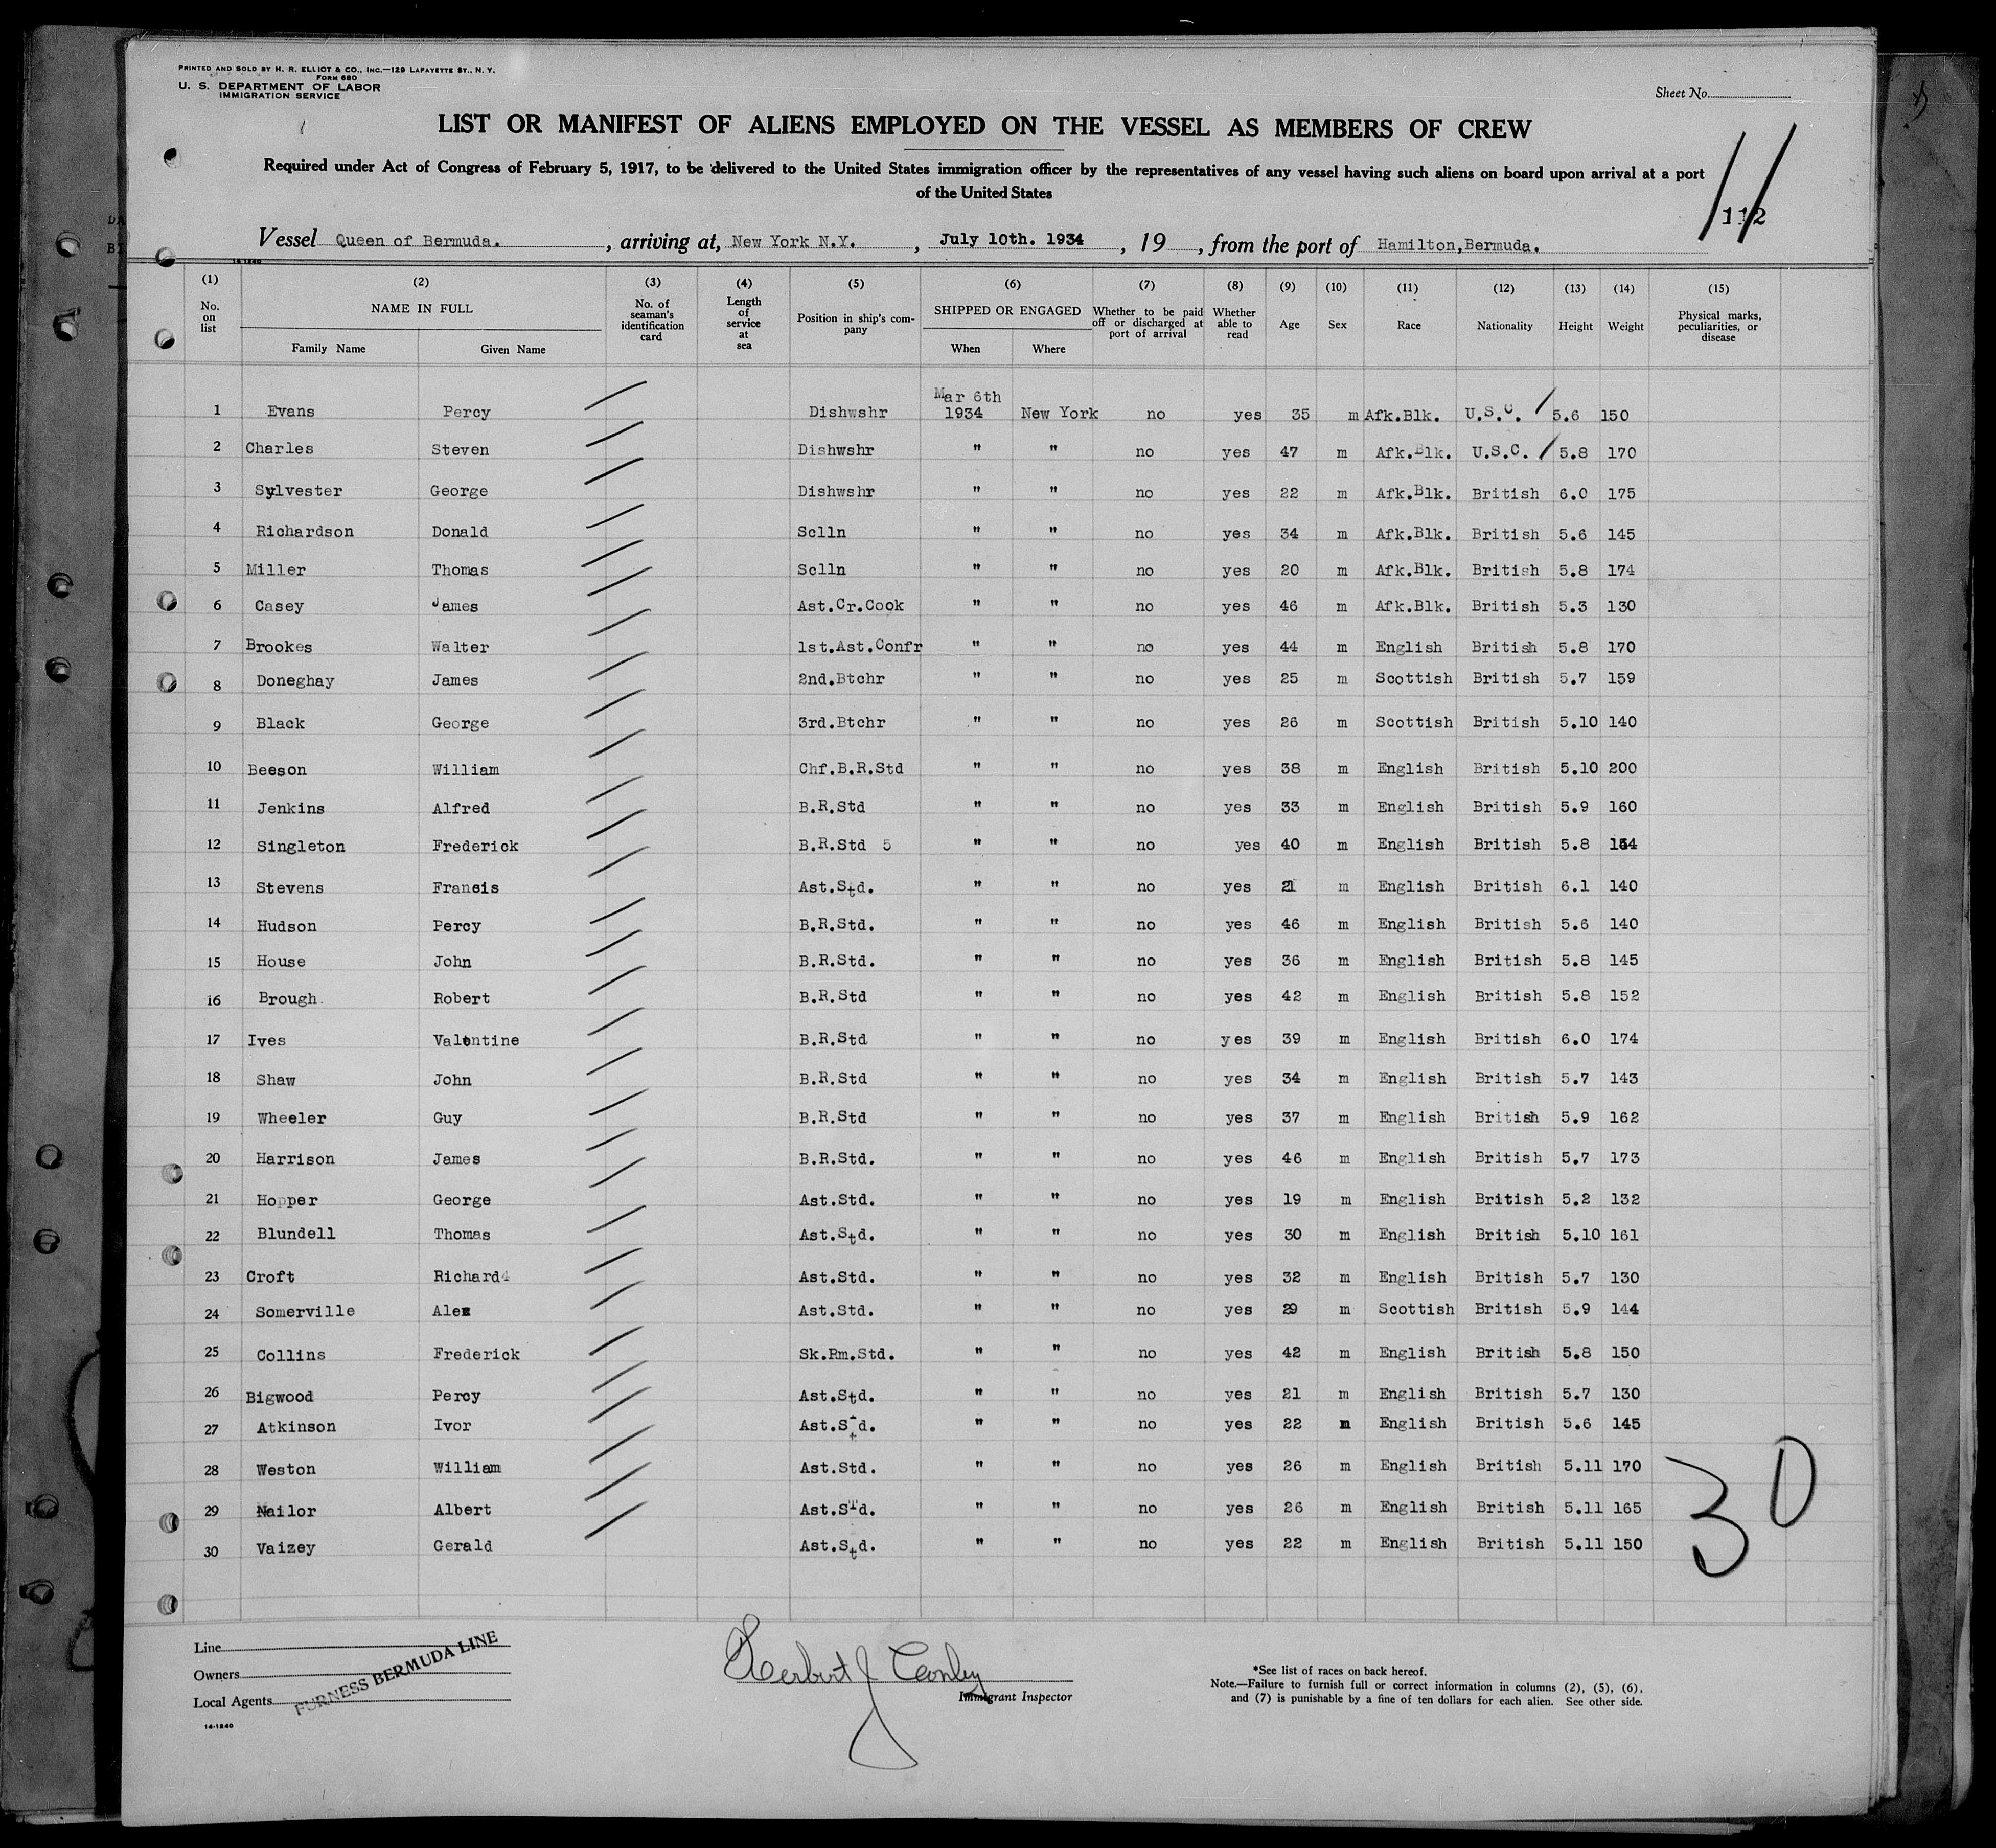 PRINTED AND SOLD BY H. R. ELLIOT & CO., INC.—129 LAFAYETTE ST., N. Y.
FORM 680
U. S. DEPARTMENT OF LABOR
IMMIGRATION SERVICE
Sheet No.
LIST OR MANIFEST OF ALIENS EMPLOYED ON THE VESSEL AS MEMBERS OF CREW
Required under Act of Congress of February 5, 1917, to be delivered to the United States immigration officer by the representatives of any vessel having such aliens on board upon arrival at a port
of the United States
11
112
Vessel Queen of Bermuda. , arriving at, New York N.Y. , July 10th. 1934 , 19 , from the port of Hamilton,Bermuda.
14-1240
(1) (2) (3) (4) (5) (6) (7) (8) (9) (10) (11) (12) (13) (14) (15)
No. on list NAME IN FULL Family Name Given Name No. of seaman's identification card Length of service at sea Position in ship's company SHIPPED OR ENGAGED When Where Whether to be paid off or discharged at port of arrival Whether able to read Age Sex Race Nationality Height Weight Physical marks, peculiarities, or disease
1 Evans Percy Dishwshr Mar 6th 1934 New York no yes 35 m Afk.Blk. U.S.C. 5.6 150
2 Charles Steven Dishwshr " " no yes 47 m Afk.Blk. U.S.C. 5.8 170
3 Sylvester George Dishwshr " " no yes 22 m Afk.Blk. British 6.0 175
4 Richardson Donald Sclln " " no yes 34 m Afk.Blk. British 5.6 145
5 Miller Thomas Sclln " " no yes 20 m Afk.Blk. British 5.8 174
6 Casey James Ast.Cr.Cook " " no yes 46 m Afk.Blk. British 5.3 130
7 Brookes Walter 1st.Ast.Confr " " no yes 44 m English British 5.8 170
8 Doneghay James 2nd.Btchr " " no yes 25 m Scottish British 5.7 159
9 Black George 3rd.Btchr " " no yes 26 m Scottish British 5.10 140
10 Beeson William Chf.B.R.Std " " no yes 38 m English British 5.10 200
11 Jenkins Alfred B.R.Std " " no yes 33 m English British 5.9 160
12 Singleton Frederick B.R.Std 5 " " no yes 40 m English British 5.8
13 Stevens Francis Ast.Std. " " no yes 21 m English British 6.1 140
14 Hudson Percy B.R.Std. " " no yes 46 m English British 5.6 140
15 House John B.R.Std. " " no yes 36 m English British 5.8 145
16 Brough. Robert B.R.Std " " no yes 42 m English British 5.8 152
17 Ives Valentine B.R.Std " " no yes 39 m English British 6.0 174
18 Shaw John B.R.Std " " no yes 34 m English British 5.7 143
19 Wheeler Guy B.R.Std " " no yes 37 m English British 5.9 162
20 Harrison James B.R.Std. " " no yes 46 m English British 5.7 173
21 Hopper George Ast.Std. " " no yes 19 m English British 5.2 132
22 Blundell Thomas Ast.Std. " " no yes 30 m English British 5.10 161
23 Croft Richard Ast.Std. " " no yes 32 m English British 5.7 130
24 Somerville Alex Ast.Std. " " no yes 29 m Scottish British 5.9 144
25 Collins Frederick Sk.Rm.Std. " " no yes 42 m English British 5.8 150
26 Bigwood Percy Ast.Std. " " no yes 21 m English British 5.7 130
27 Atkinson Ivor Ast.Std. " " no yes 22 m English British 5.6 145
28 Weston William Ast.Std. " " no yes 26 m English British 5.11 170
29 Nailor Albert Ast.STd. " " no yes 26 m English British 5.11 165
30 Vaizey Gerald Ast.Std. " " no yes 22 m English British 5.11 150
30
Line
Owners
Local Agents
FURNESS BERMUDA LINE
14-1240
Herbert J Conley
Immigrant Inspector
*See list of races on back hereof.
Note.—Failure to furnish full or correct information in columns (2), (5), (6),
and (7) is punishable by a fine of ten dollars for each alien. See other side.